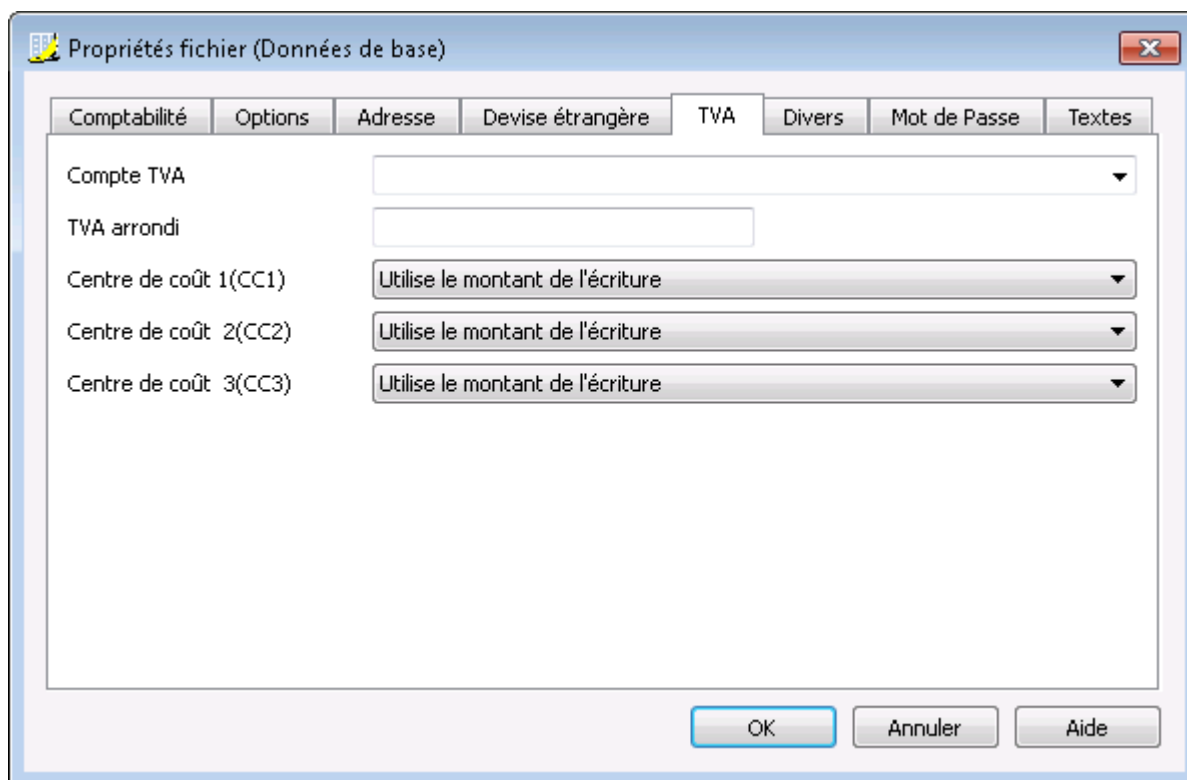 Propriétés fichier (Données de base)
Comptabilité Options Adresse Devise étrangère TVA Divers Mot de Passe Textes
Compte TVA
TVA arrondi
Centre de coût 1(CC1) Utilise le montant de l'écriture
Centre de coût 2(CC2) Utilise le montant de l'écriture
Centre de coût 3(CC3) Utilise le montant de l'écriture
OK Annuler Aide